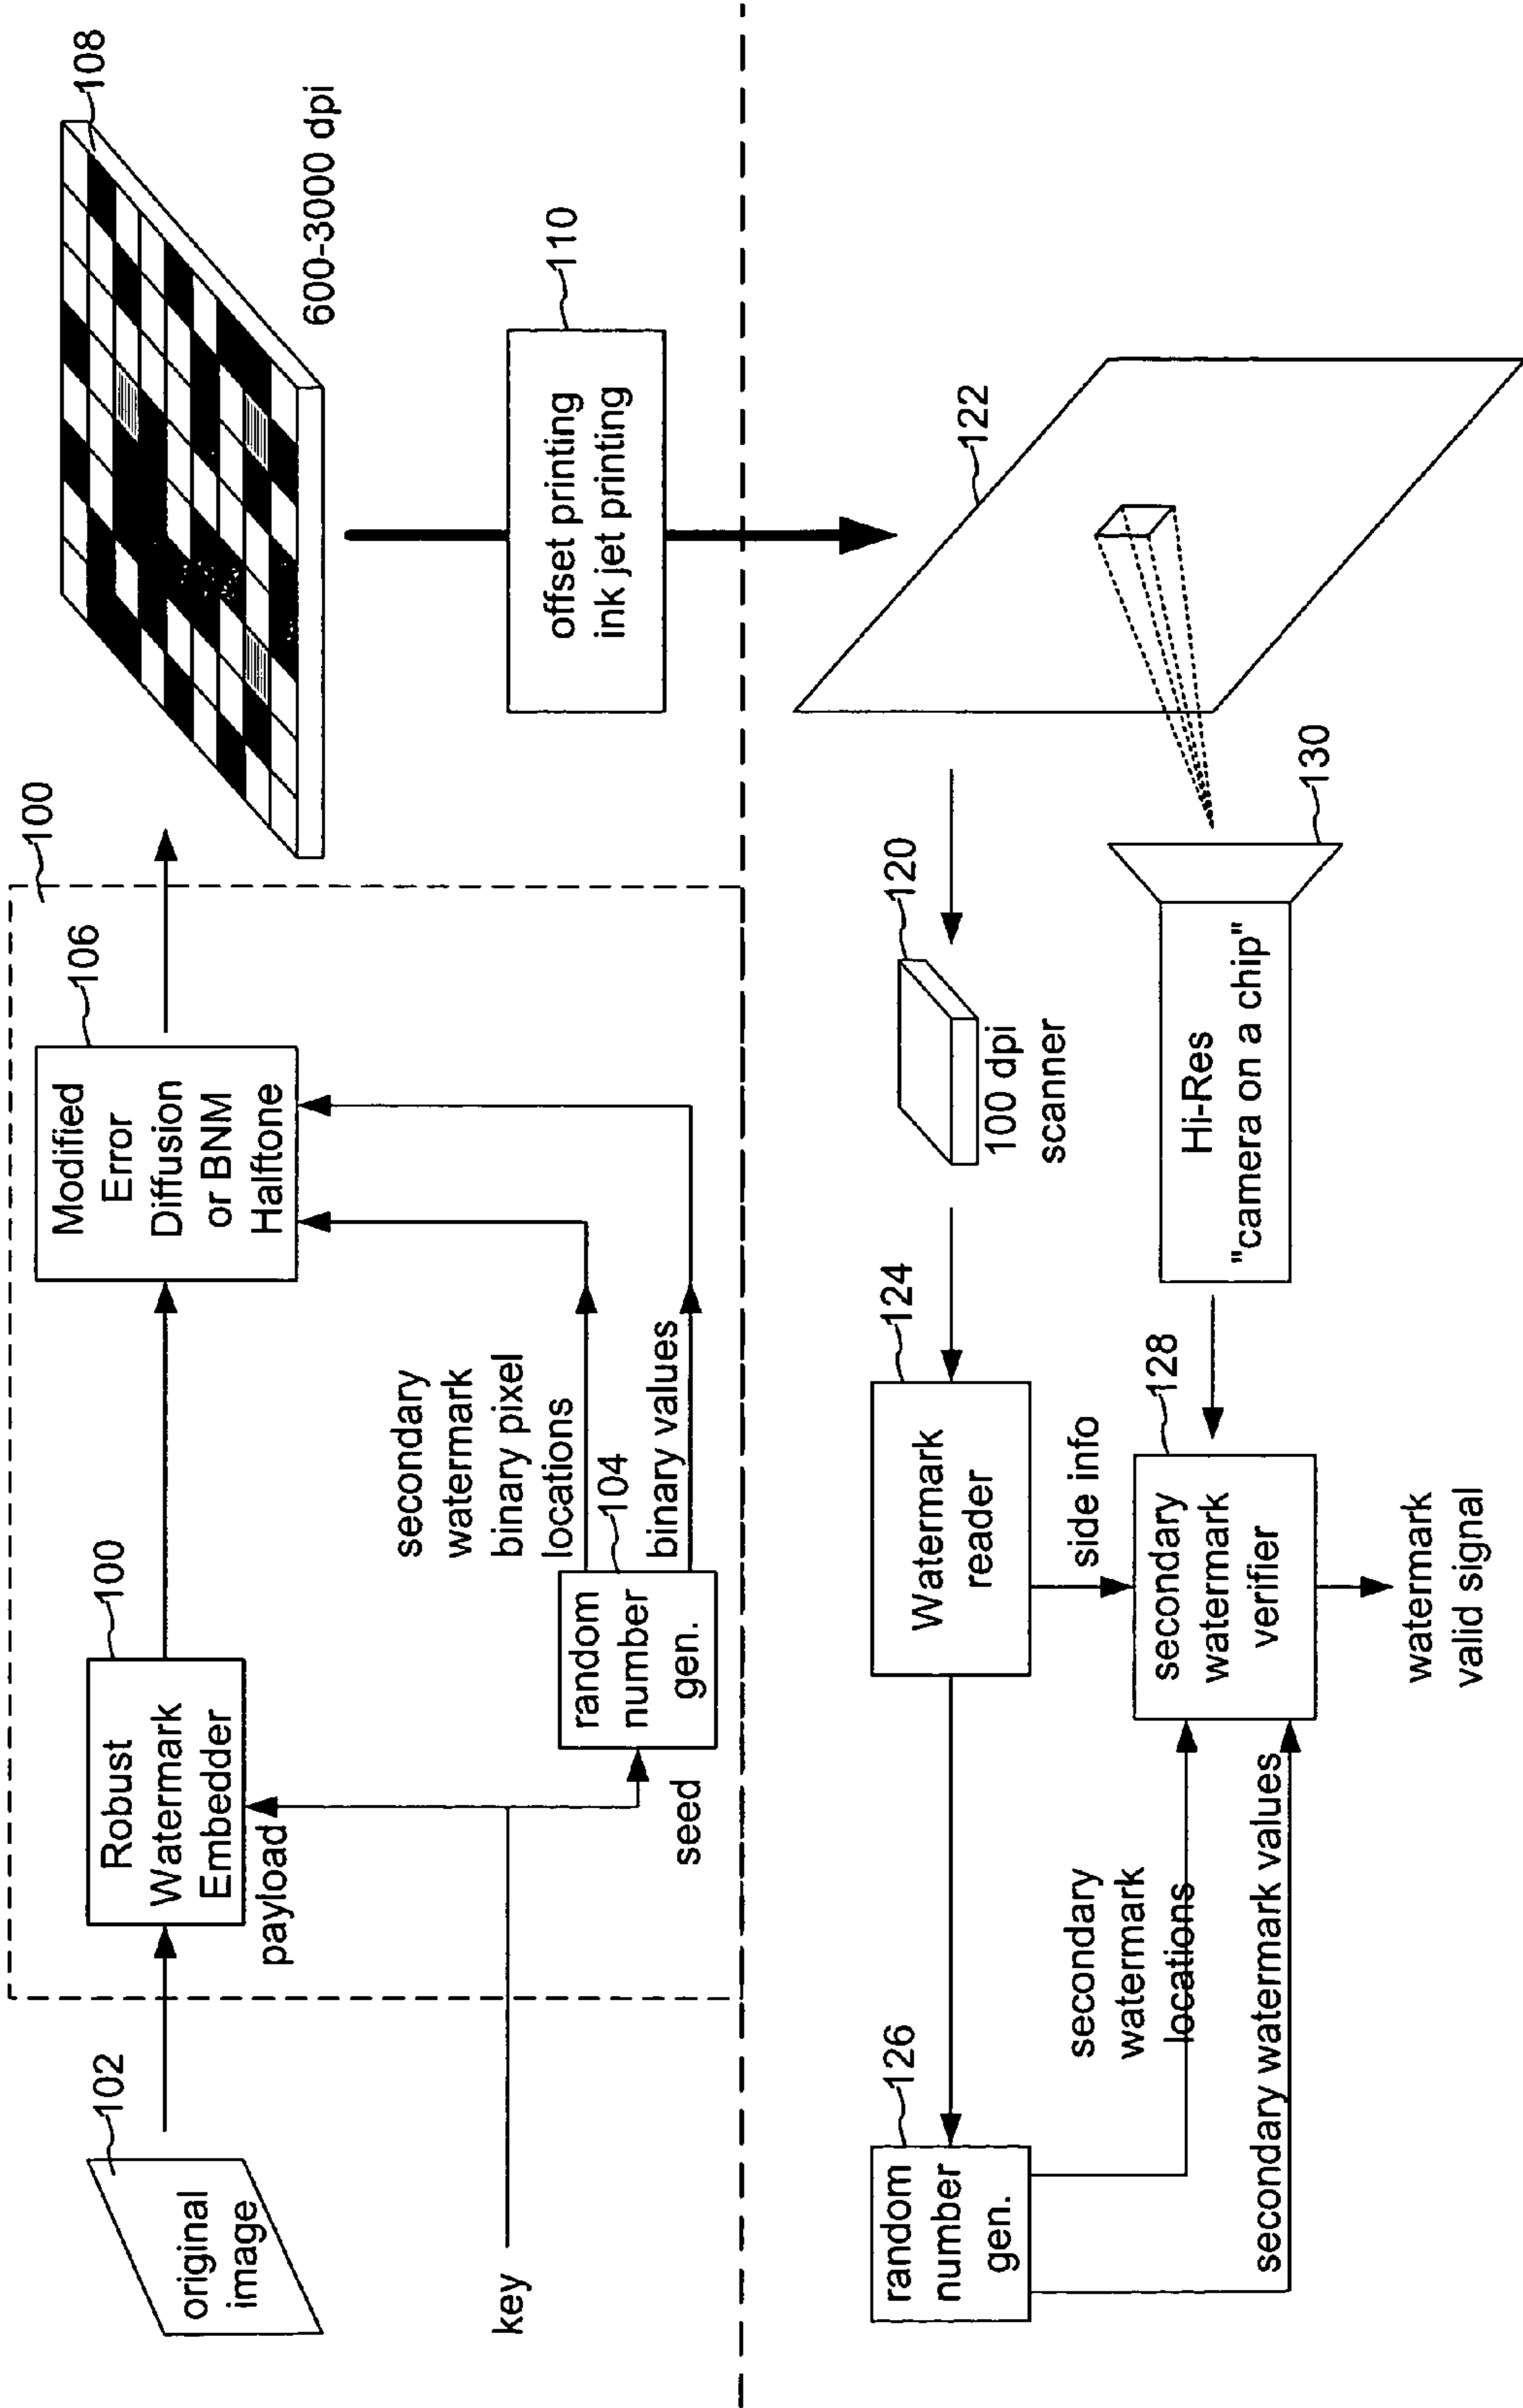 original
image
102
Robust
Watermark
Embedder
100
payload
key
seed
random
number
gen.
104
secondary
watermark
binary pixel
locations
binary values
Modified
Error
Diffusion
or BNM
Halftone
106
100
108
600-3000 dpi
offset printing
ink jet printing
110
random
number
gen.
126
secondary
watermark
locations
secondary watermark values
Watermark
reader
124
side info
secondary
watermark
verifier
128
watermark
valid signal
100 dpi
scanner
120
Hi-Res
"camera on a chip"
130
122